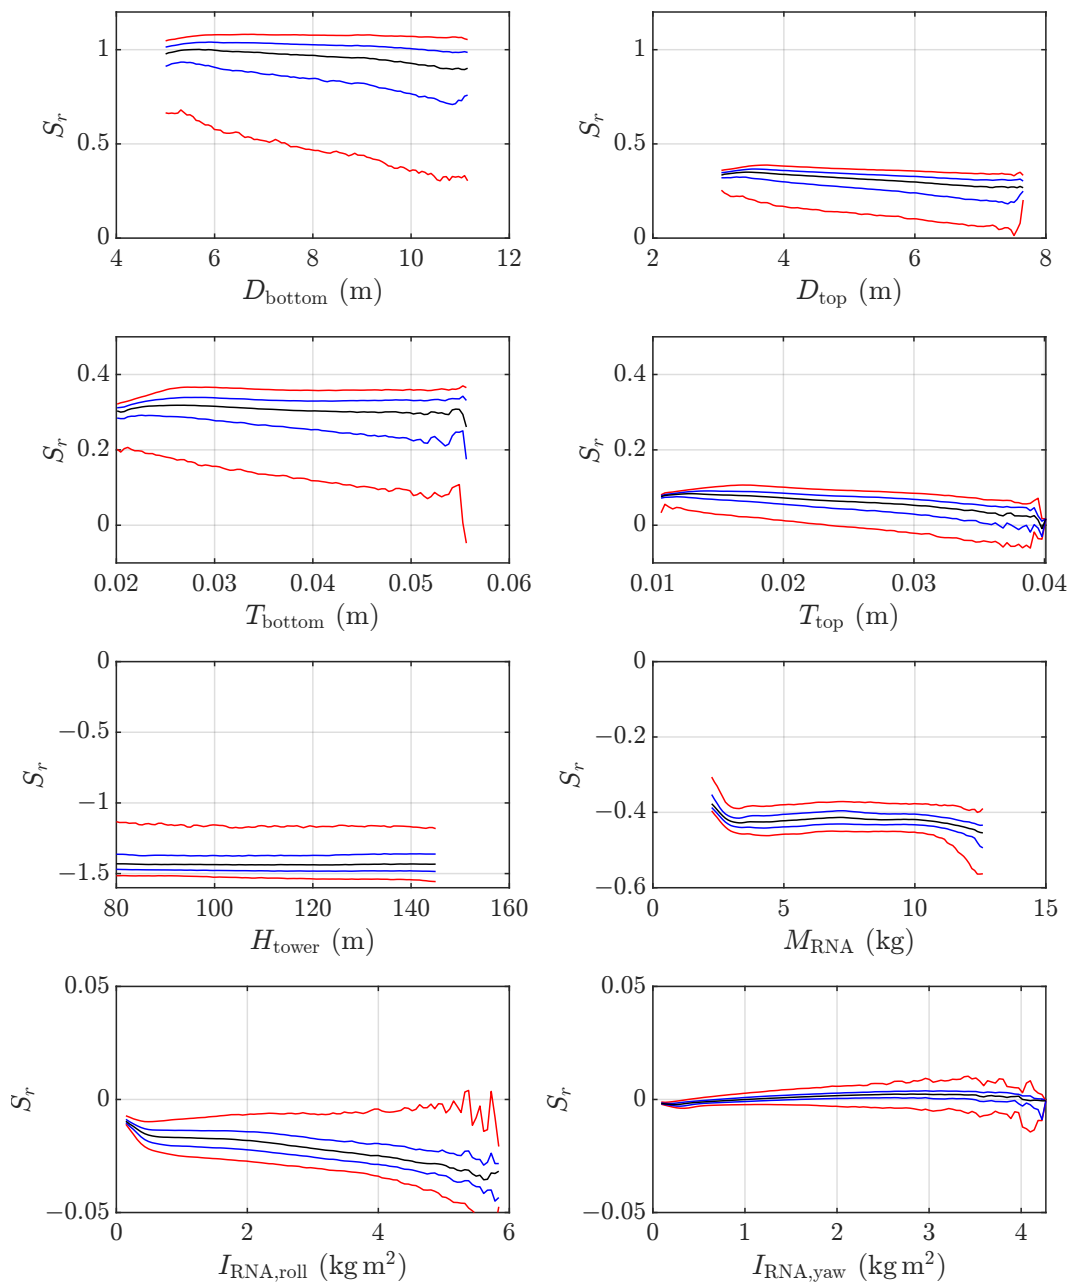 1
0.5
0
S_r
4 6 8 10 12
D_bottom (m)
1
0.5
0
S_r
2 4 6 8
D_top (m)
0.4
0.2
0
S_r
0.02 0.03 0.04 0.05 0.06
T_bottom (m)
0.4
0.2
0
S_r
0.01 0.02 0.03 0.04
T_top (m)
0
−0.5
−1
−1.5
S_r
80 100 120 140 160
H_tower (m)
0
−0.2
−0.4
−0.6
S_r
0 5 10 15
M_RNA (kg)
0.05
0
−0.05
S_r
0 2 4 6
I_RNA,roll (kg m²)
0.05
0
−0.05
S_r
0 1 2 3 4
I_RNA,yaw (kg m²)